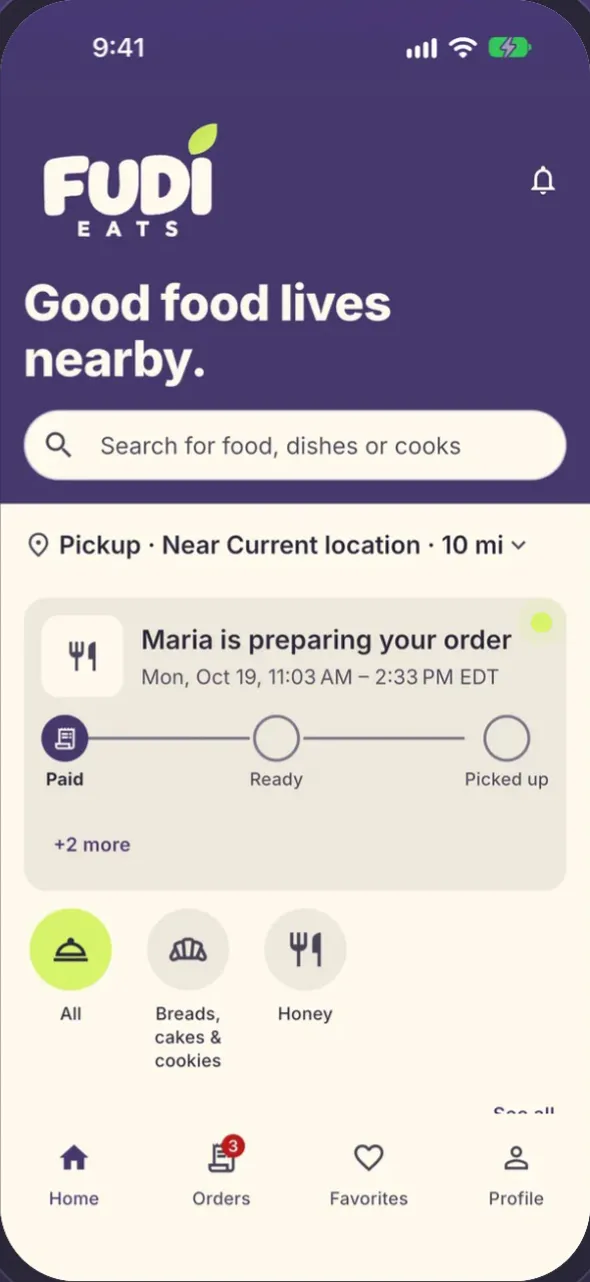 9:41
FUDI
EATS
Good food lives
nearby.
Search for food, dishes or cooks
Pickup · Near Current location · 10 mi
Maria is preparing your order
Mon, Oct 19, 11:03 AM – 2:33 PM EDT
Paid
Ready
Picked up
+2 more
All
Breads,
cakes &
cookies
Honey
See all
3
Home
Orders
Favorites
Profile